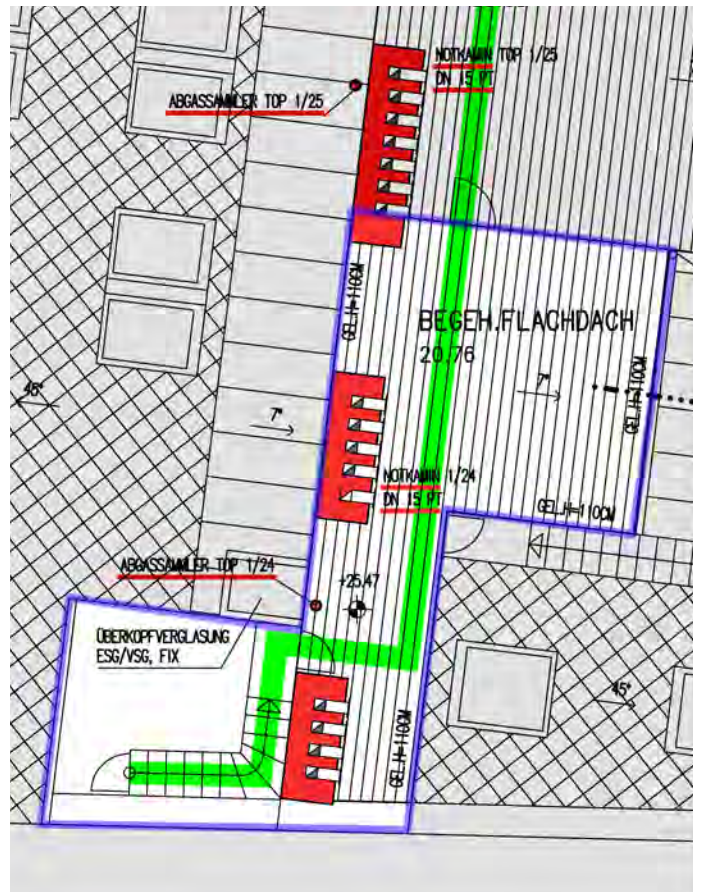 NOTKAMIN TOP 1/25
DN 15 PT
ABGASSAMMLER TOP 1/25
GEL.H=110CM
BEGEH.FLACHDACH
20.76
45°
7°
7°
GEL.H=110CM
NOTKAMIN 1/24
DN 15 PT
GEL.H=110CM
ABGASSAMMLER TOP 1/24
+25.47
ÜBERKOPFVERGLASUNG
ESG/VSG, FIX
45°
GEL.H=110CM